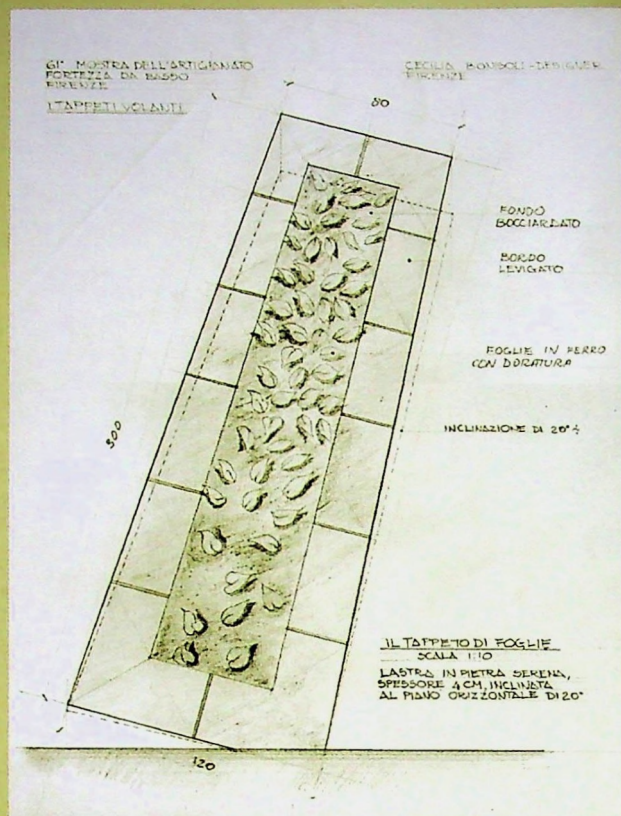 61ª MOSTRA DELL'ARTIGIANATO
FORTEZZA DA BASSO
FIRENZE
I TAPPETI VOLANTI
CECILIA BONISOLI - DESIGNER
FIRENZE
80
FONDO
BOCCIARDATO
BORDO
LEVIGATO
FOGLIE IN FERRO
CON DORATURA
INCLINAZIONE DI 20°
300
IL TAPPETO DI FOGLIE
SCALA 1:10
LASTRA IN PIETRA SERENA,
SPESSORE 4 CM, INCLINATA
AL PIANO ORIZZONTALE DI 20°
120